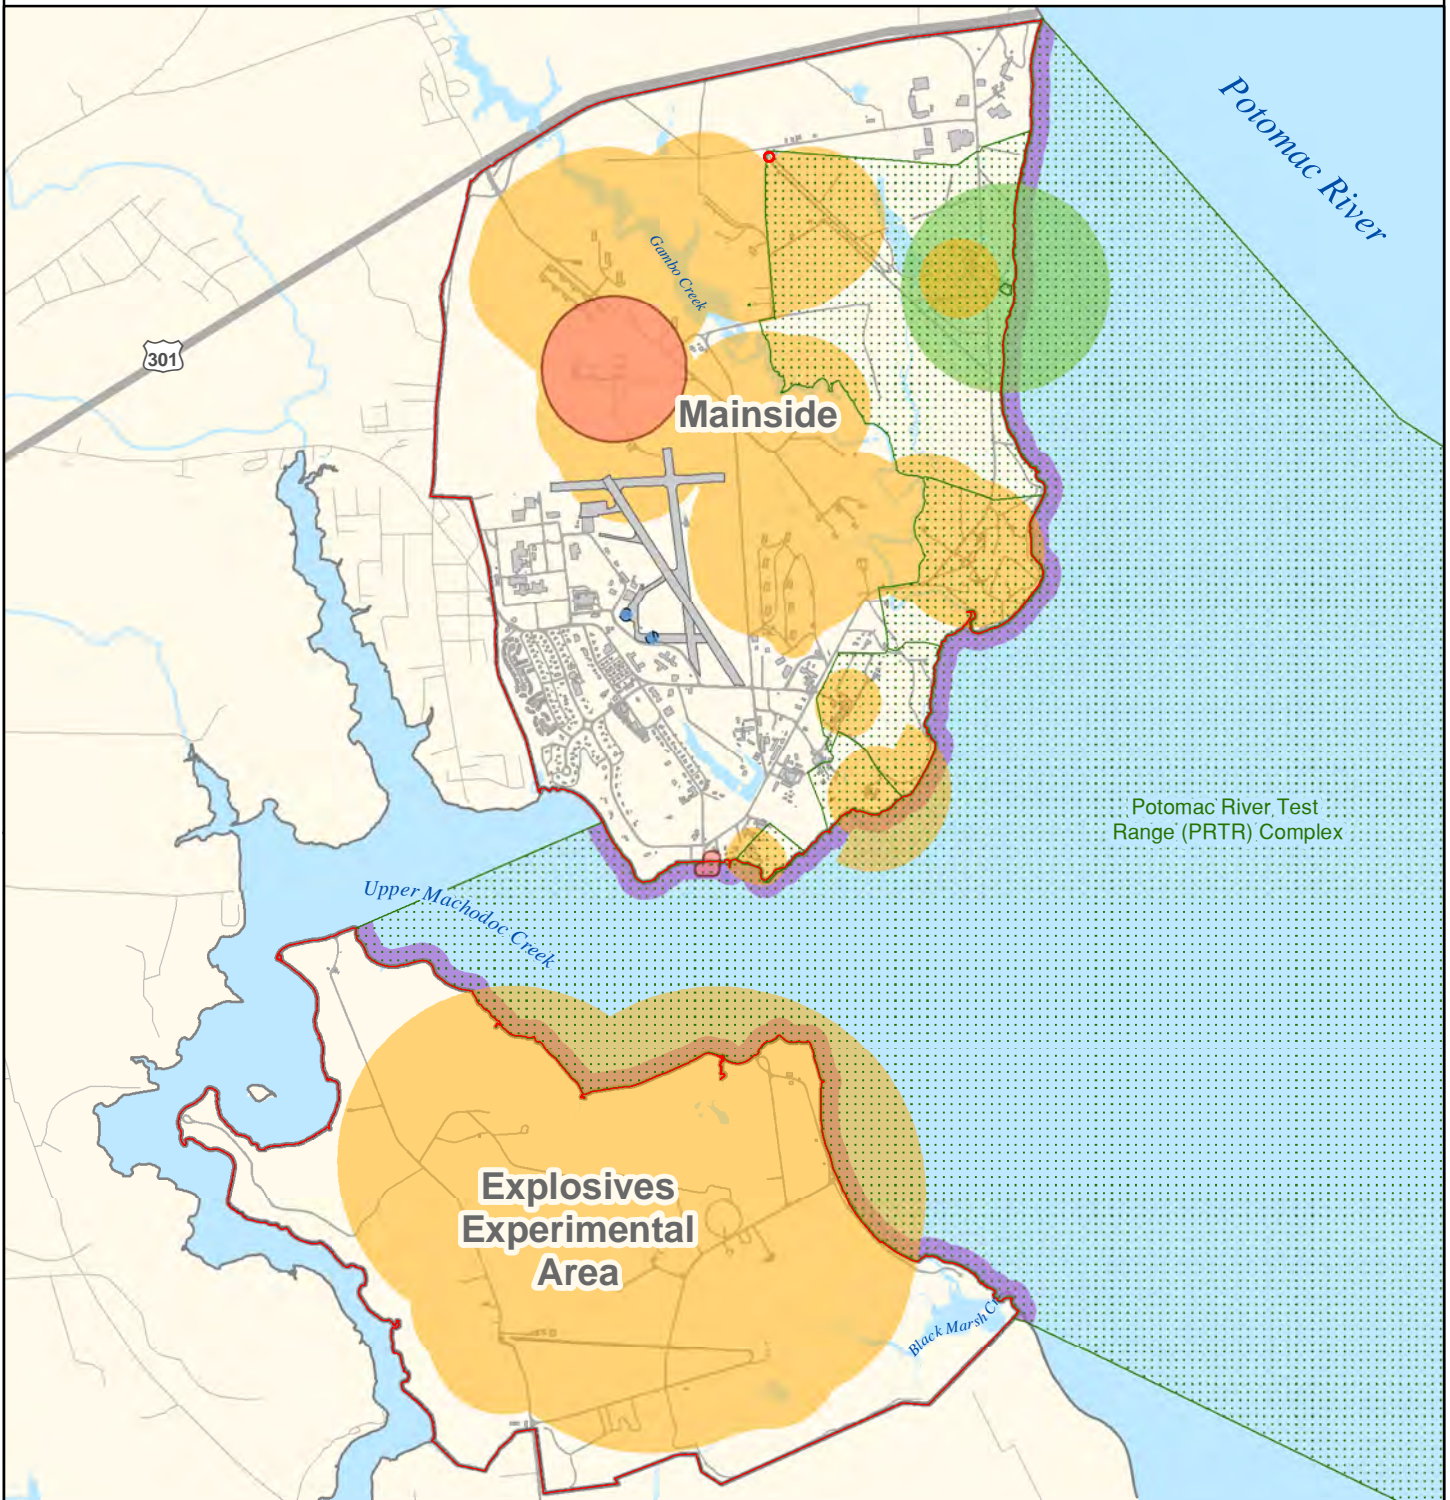 Potomac River
Gambo Creek
301
Mainside
Potomac River Test
Range (PRTR) Complex
Upper Machodoc Creek
Explosives
Experimental
Area
Black Marsh